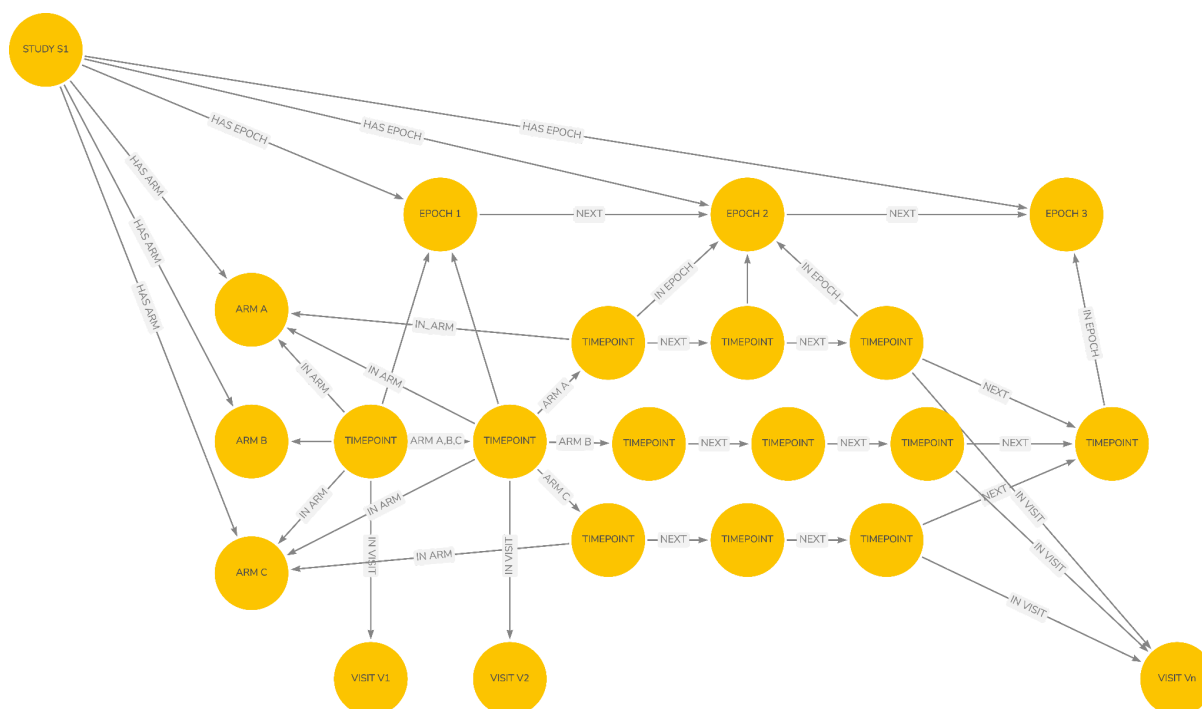 STUDY S1
HAS EPOCH
HAS EPOCH
HAS EPOCH
HAS ARM
HAS ARM
HAS ARM
EPOCH 1
NEXT
EPOCH 2
NEXT
EPOCH 3
IN EPOCH
IN EPOCH
IN EPOCH
ARM A
IN_ARM
TIMEPOINT
NEXT
TIMEPOINT
NEXT
TIMEPOINT
IN ARM
IN ARM
ARM A
NEXT
ARM B
TIMEPOINT
ARM A,B,C
TIMEPOINT
ARM B
TIMEPOINT
NEXT
TIMEPOINT
NEXT
TIMEPOINT
NEXT
TIMEPOINT
IN ARM
IN ARM
ARM C
NEXT
IN VISIT
ARM C
IN ARM
TIMEPOINT
NEXT
TIMEPOINT
NEXT
TIMEPOINT
IN VISIT
IN VISIT
IN VISIT
IN VISIT
VISIT V1
VISIT V2
VISIT Vn